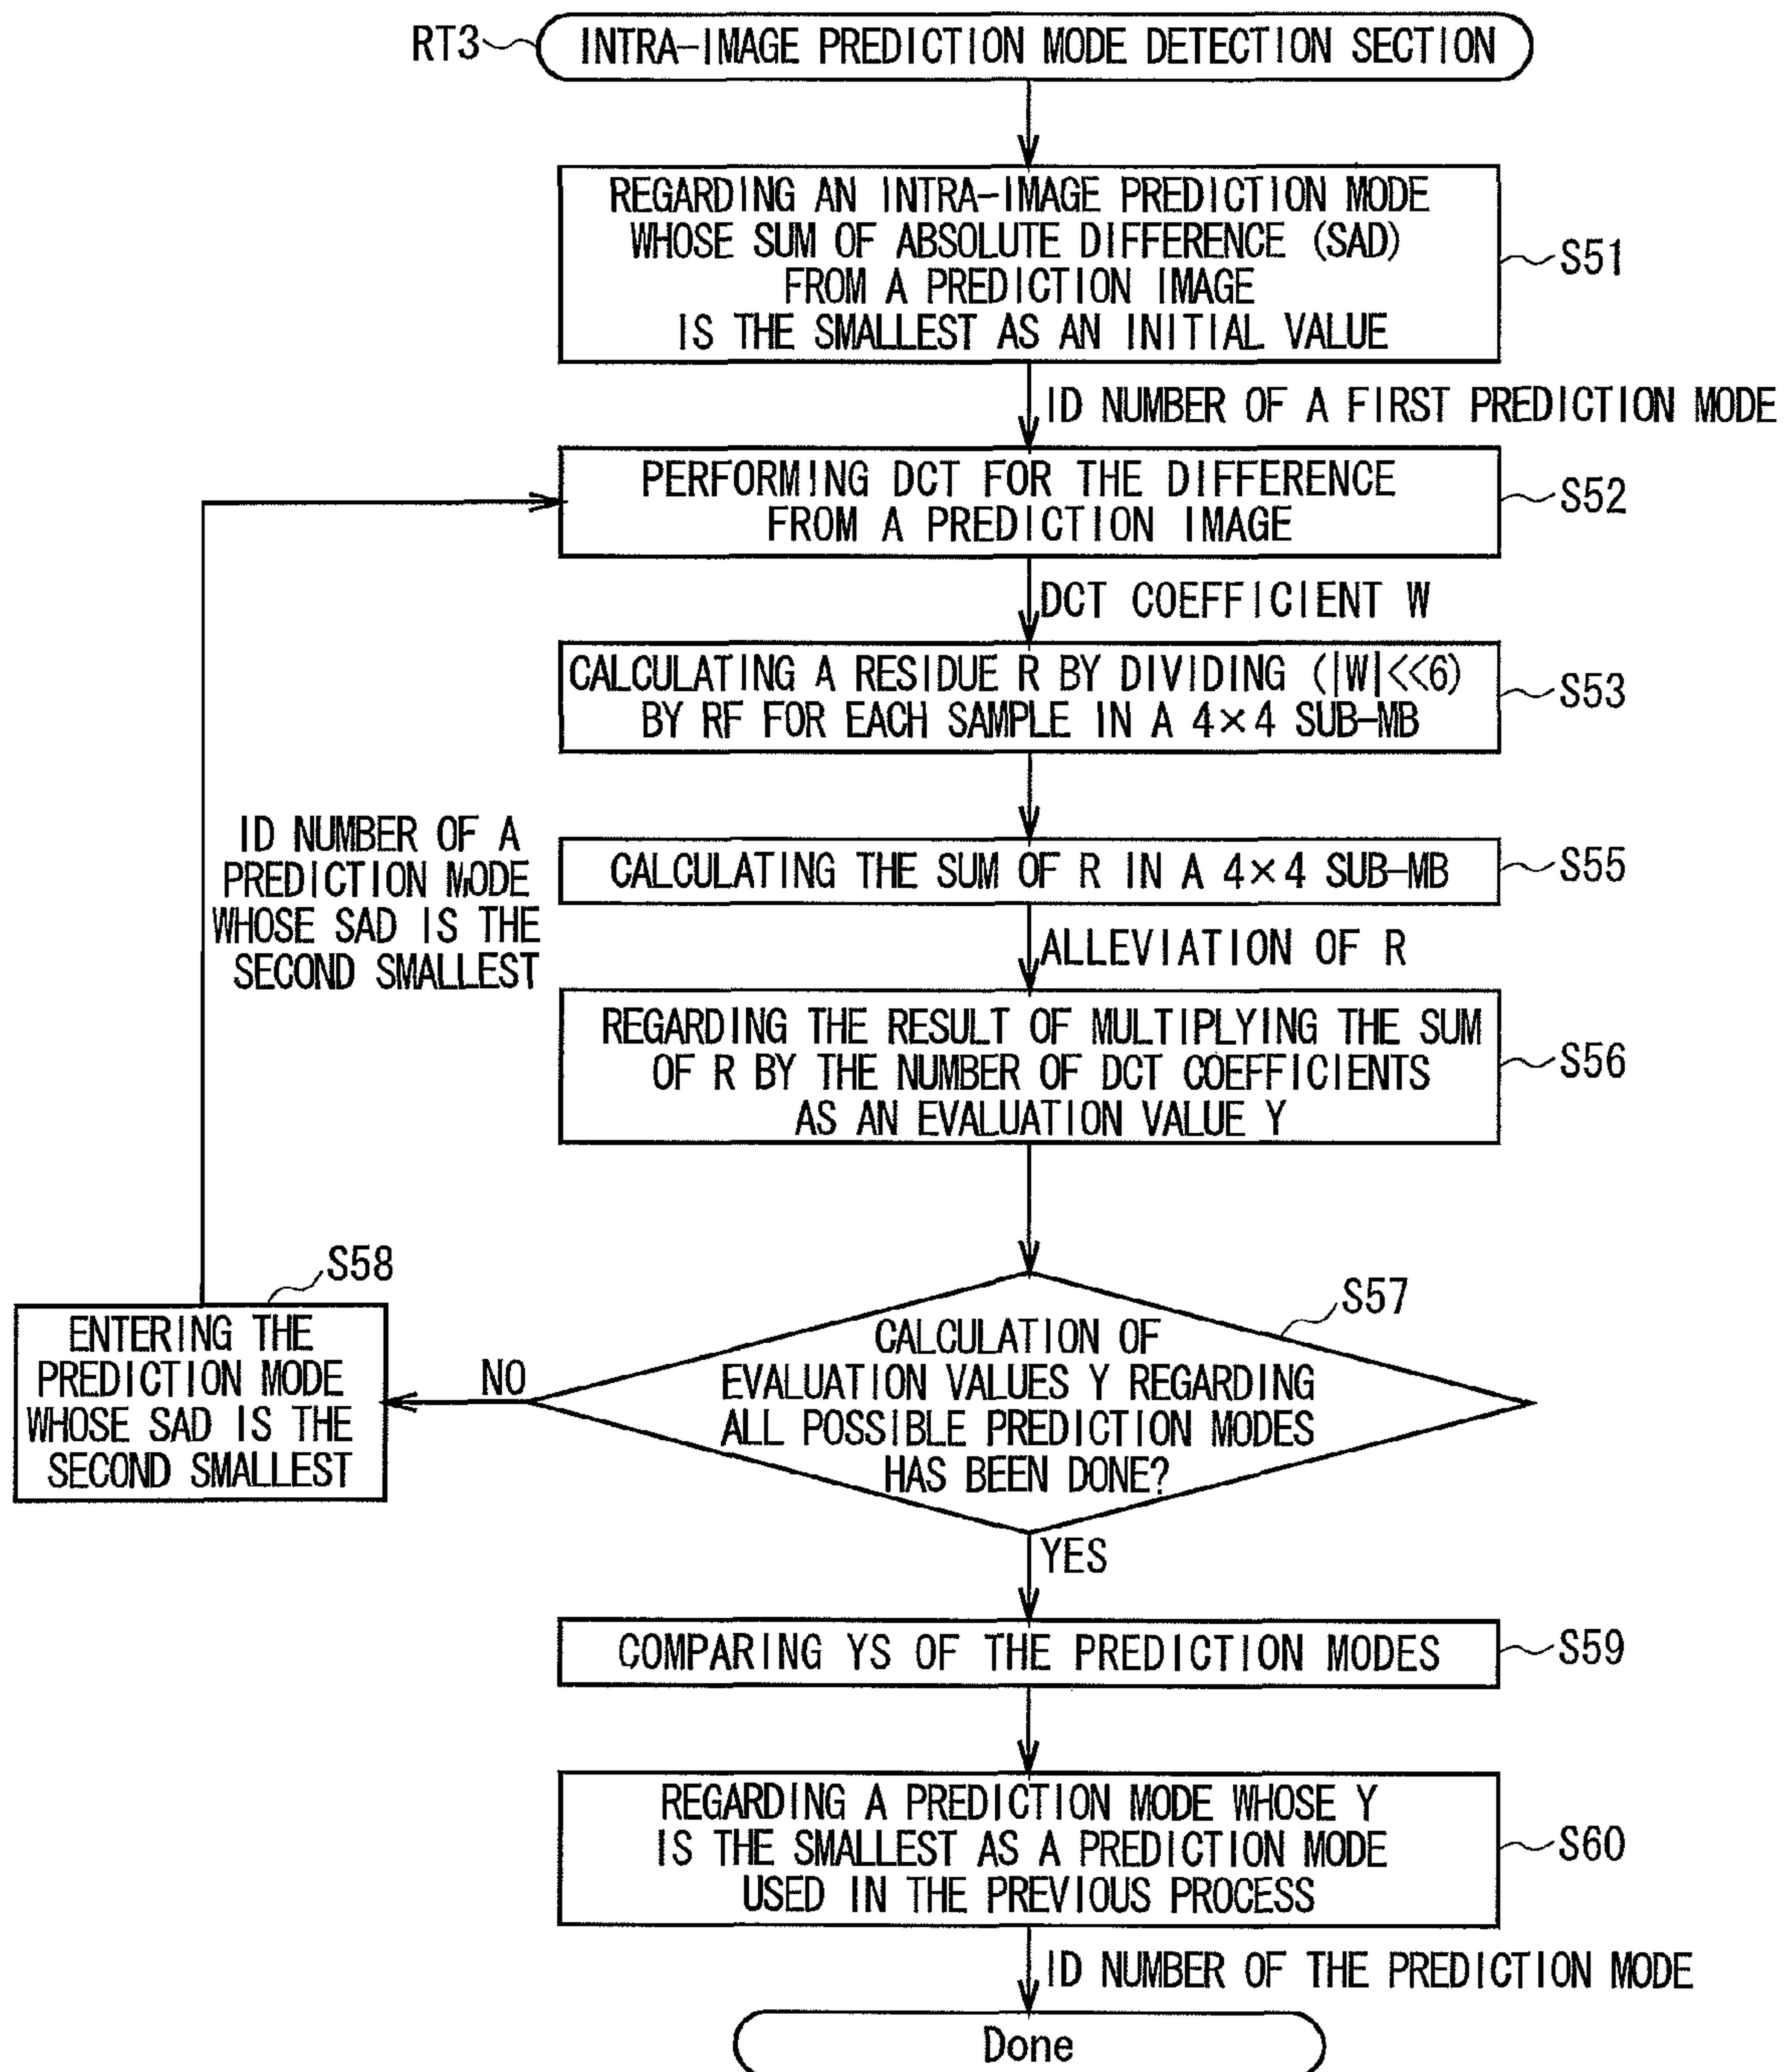 RT3
INTRA-IMAGE PREDICTION MODE DETECTION SECTION
REGARDING AN INTRA-IMAGE PREDICTION MODE
WHOSE SUM OF ABSOLUTE DIFFERENCE (SAD)
FROM A PREDICTION IMAGE
IS THE SMALLEST AS AN INITIAL VALUE
S51
ID NUMBER OF A FIRST PREDICTION MODE
PERFORMING DCT FOR THE DIFFERENCE
FROM A PREDICTION IMAGE
S52
DCT COEFFICIENT W
CALCULATING A RESIDUE R BY DIVIDING (|W|<<6)
BY RF FOR EACH SAMPLE IN A 4×4 SUB-MB
S53
ID NUMBER OF A
PREDICTION MODE
WHOSE SAD IS THE
SECOND SMALLEST
CALCULATING THE SUM OF R IN A 4×4 SUB-MB
S55
ALLEVIATION OF R
REGARDING THE RESULT OF MULTIPLYING THE SUM
OF R BY THE NUMBER OF DCT COEFFICIENTS
AS AN EVALUATION VALUE Y
S56
S58
ENTERING THE
PREDICTION MODE
WHOSE SAD IS THE
SECOND SMALLEST
NO
S57
CALCULATION OF
EVALUATION VALUES Y REGARDING
ALL POSSIBLE PREDICTION MODES
HAS BEEN DONE?
YES
COMPARING YS OF THE PREDICTION MODES
S59
REGARDING A PREDICTION MODE WHOSE Y
IS THE SMALLEST AS A PREDICTION MODE
USED IN THE PREVIOUS PROCESS
S60
ID NUMBER OF THE PREDICTION MODE
Done